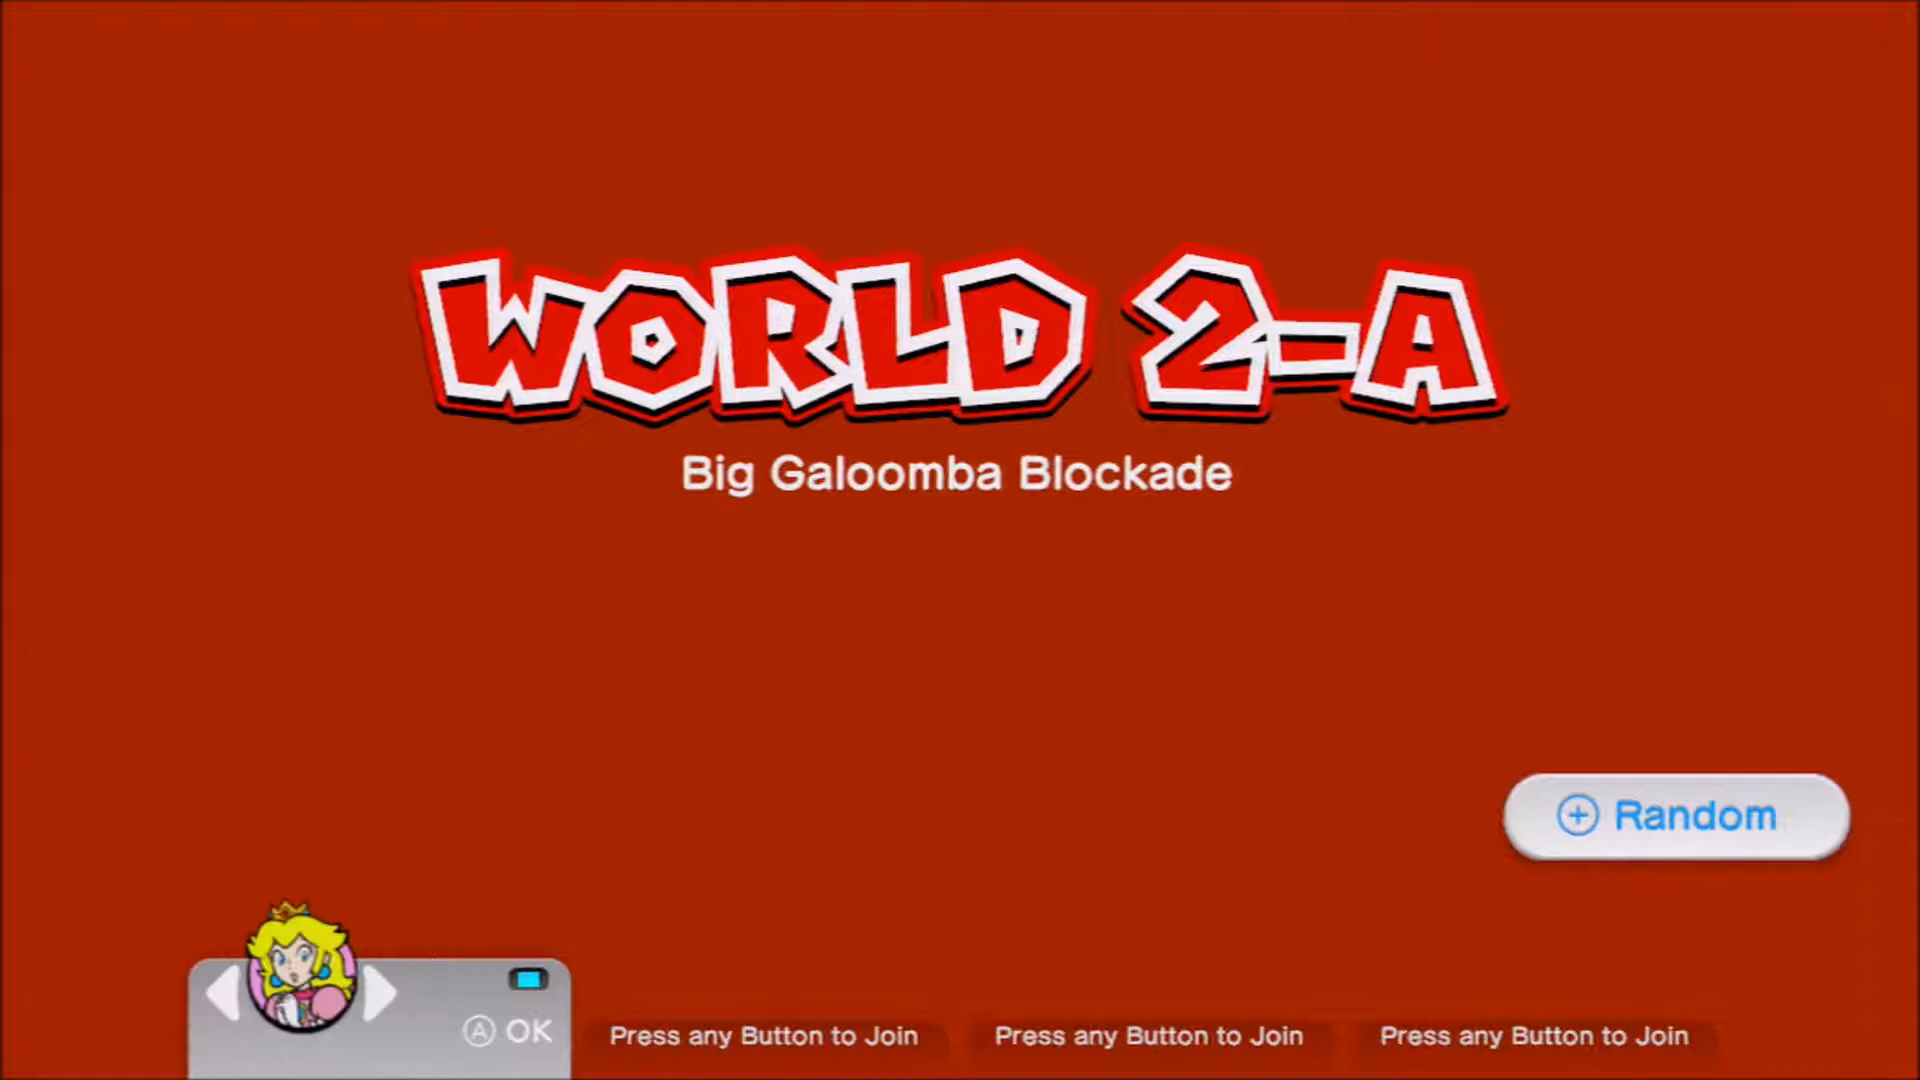 WORLD 2-A
Big Galoomba Blockade
Random
A OK
Press any Button to Join
Press any Button to Join
Press any Button to Join